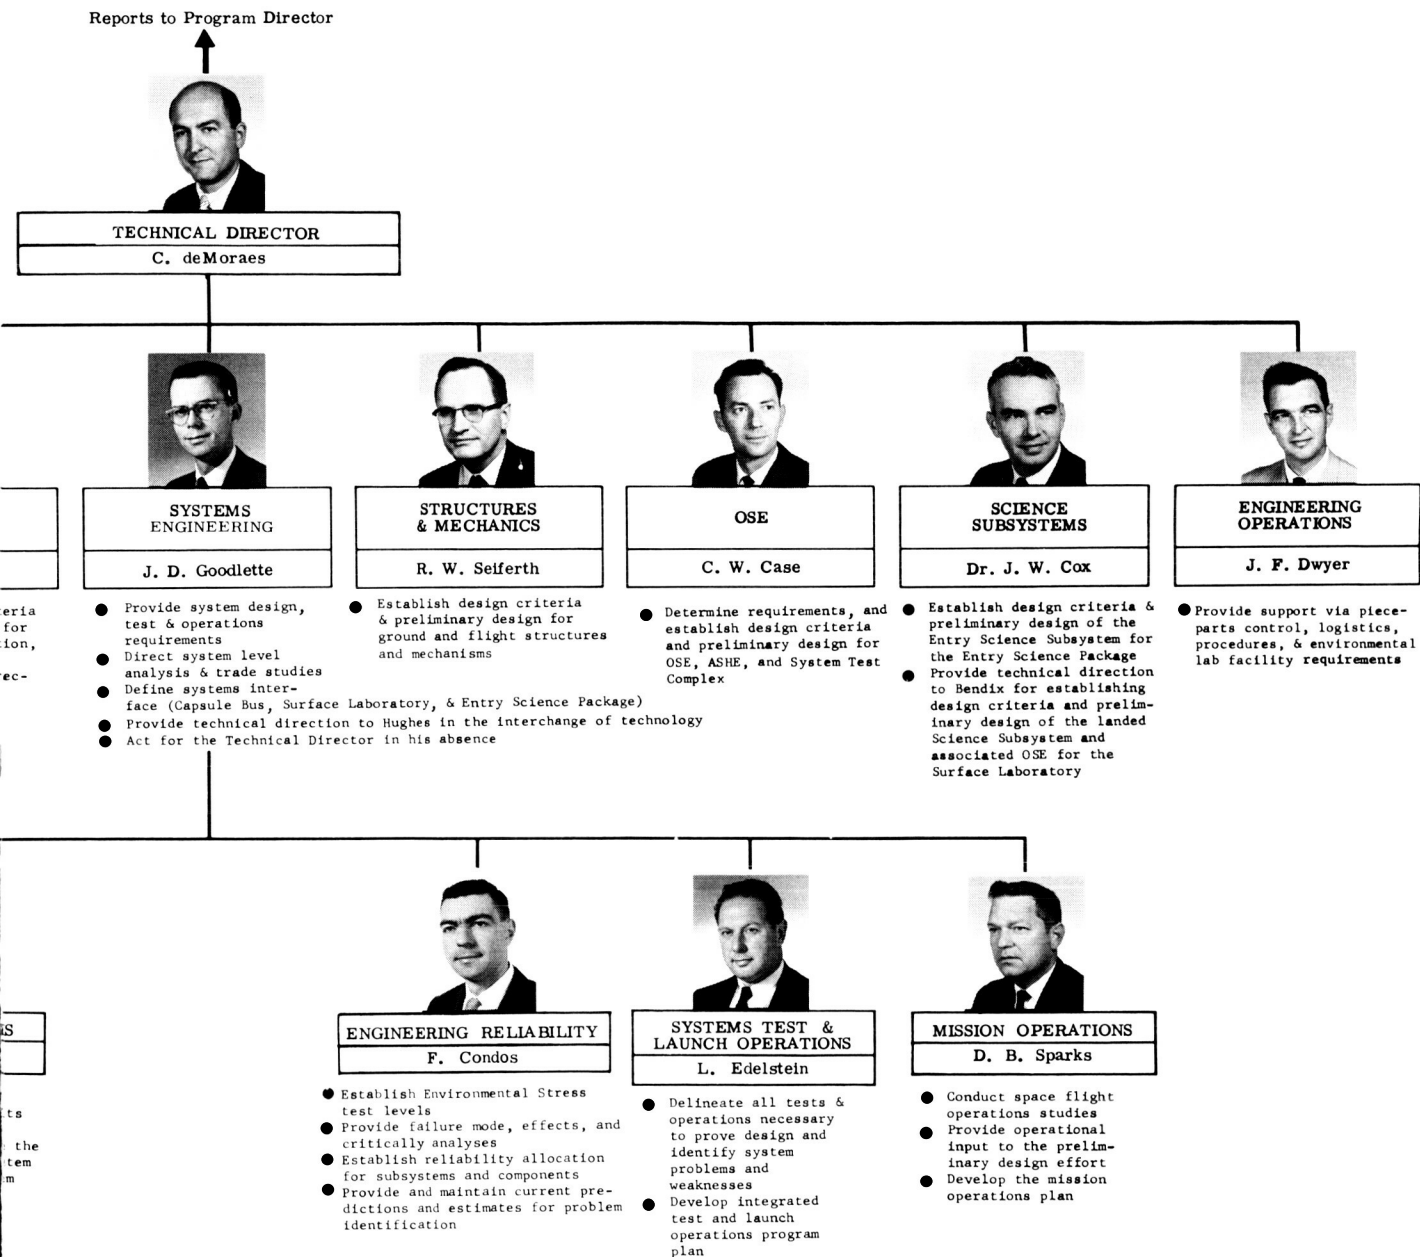 Reports to Program Director
TECHNICAL DIRECTOR
C. deMoraes
SYSTEMS
ENGINEERING
J. D. Goodlette
Provide system design,
test & operations
requirements
Direct system level
analysis & trade studies
Define systems inter-
face (Capsule Bus, Surface Laboratory, & Entry Science Package)
Provide technical direction to Hughes in the interchange of technology
Act for the Technical Director in his absence
STRUCTURES
& MECHANICS
R. W. Seiferth
Establish design criteria
& preliminary design for
ground and flight structures
and mechanisms
OSE
C. W. Case
Determine requirements, and
establish design criteria
and preliminary design for
OSE, ASHE, and System Test
Complex
SCIENCE
SUBSYSTEMS
Dr. J. W. Cox
Establish design criteria &
preliminary design of the
Entry Science Subsystem for
the Entry Science Package
Provide technical direction
to Bendix for establishing
design criteria and prelim-
inary design of the landed
Science Subsystem and
associated OSE for the
Surface Laboratory
ENGINEERING
OPERATIONS
J. F. Dwyer
Provide support via piece-
parts control, logistics,
procedures, & environmental
lab facility requirements
eria
for
ion,
ec-
ENGINEERING RELIABILITY
F. Condos
Establish Environmental Stress
test levels
Provide failure mode, effects, and
critically analyses
Establish reliability allocation
for subsystems and components
Provide and maintain current pre-
dictions and estimates for problem
identification
SYSTEMS TEST &
LAUNCH OPERATIONS
L. Edelstein
Delineate all tests &
operations necessary
to prove design and
identify system
problems and
weaknesses
Develop integrated
test and launch
operations program
plan
MISSION OPERATIONS
D. B. Sparks
Conduct space flight
operations studies
Provide operational
input to the prelim-
inary design effort
Develop the mission
operations plan
S
ts
the
tem
m